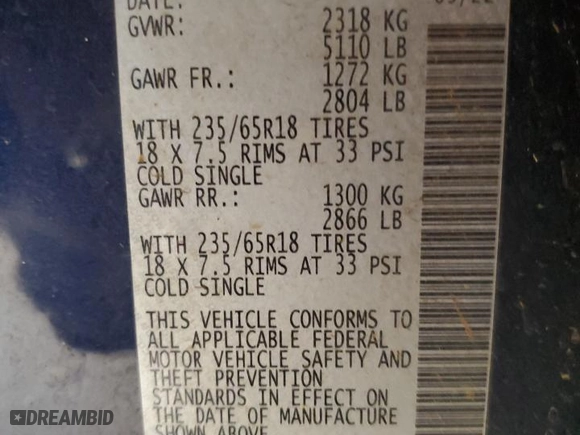 DATE:
GVWR: 2318 KG
5110 LB
GAWR FR.: 1272 KG
2804 LB
WITH 235/65R18 TIRES
18 X 7.5 RIMS AT 33 PSI
COLD SINGLE
GAWR RR.: 1300 KG
2866 LB
WITH 235/65R18 TIRES
18 X 7.5 RIMS AT 33 PSI
COLD SINGLE
THIS VEHICLE CONFORMS TO
ALL APPLICABLE FEDERAL
MOTOR VEHICLE SAFETY AND
THEFT PREVENTION
STANDARDS IN EFFECT ON
THE DATE OF MANUFACTURE
SHOWN ABOVE
DREAMBID